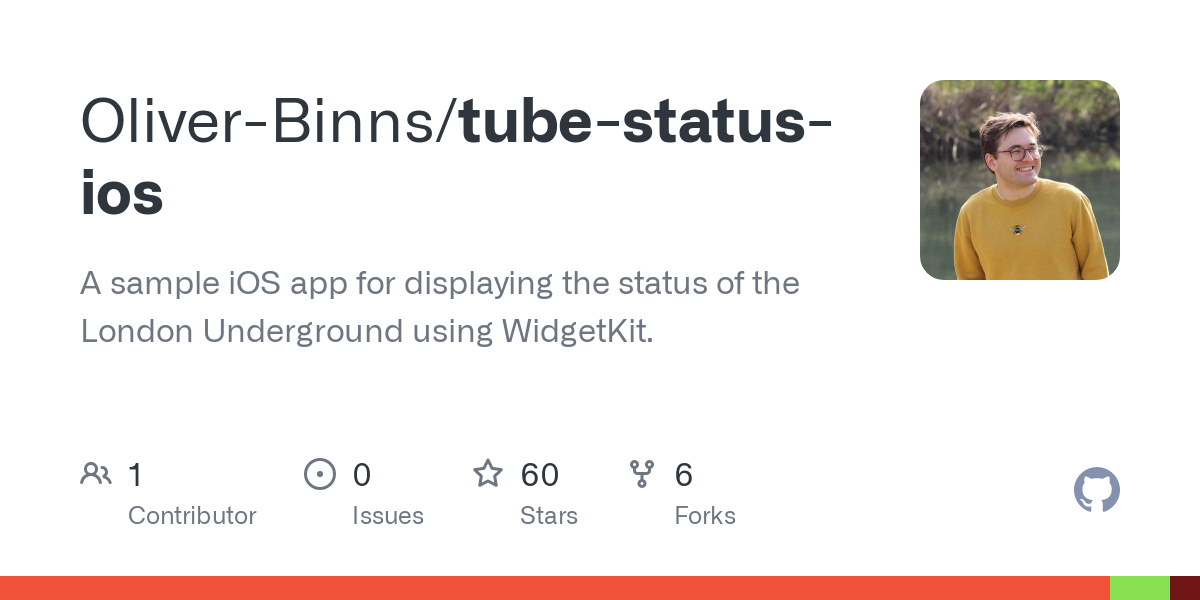 Oliver-Binns/tube-status-
ios
A sample iOS app for displaying the status of the
London Underground using WidgetKit.
1 0 60 6
Contributor Issues Stars Forks